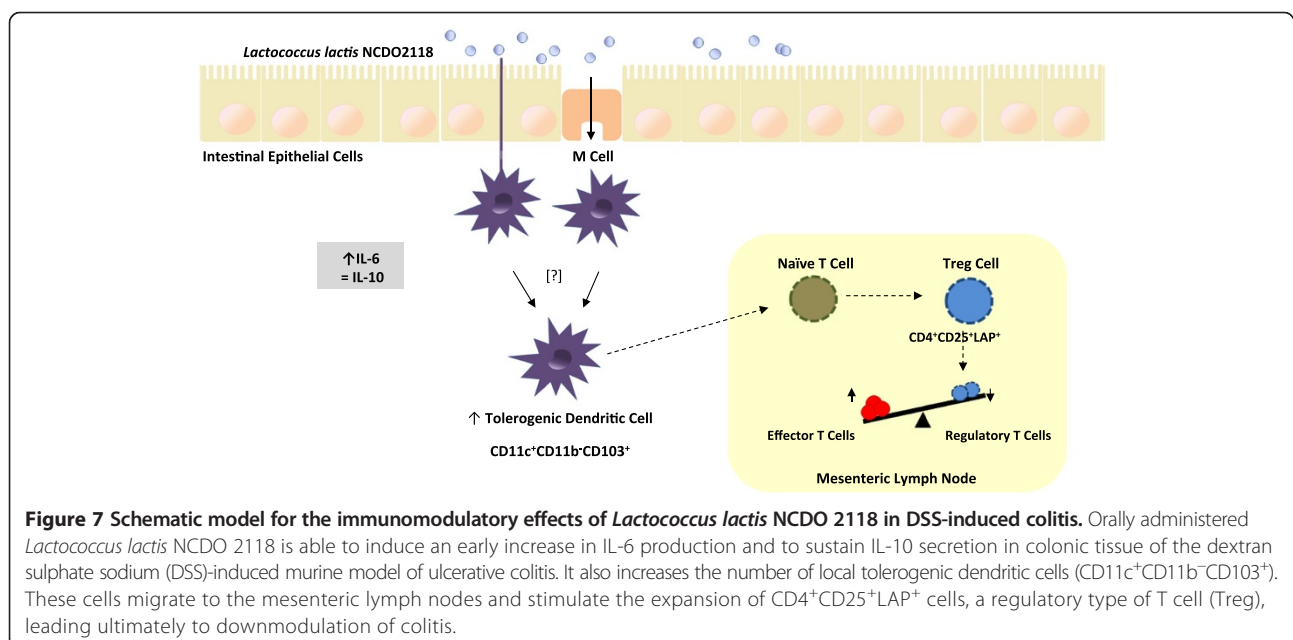 Lactococcus lactis NCDO2118
Intestinal Epithelial Cells
M Cell
↑IL-6
= IL-10
[?]
↑ Tolerogenic Dendritic Cell
CD11c⁺CD11b⁻CD103⁺
Naïve T Cell
Treg Cell
CD4⁺CD25⁺LAP⁺
Effector T Cells
Regulatory T Cells
Mesenteric Lymph Node
Figure 7 Schematic model for the immunomodulatory effects of Lactococcus lactis NCDO 2118 in DSS-induced colitis. Orally administered
Lactococcus lactis NCDO 2118 is able to induce an early increase in IL-6 production and to sustain IL-10 secretion in colonic tissue of the dextran
sulphate sodium (DSS)-induced murine model of ulcerative colitis. It also increases the number of local tolerogenic dendritic cells (CD11c⁺CD11b⁻CD103⁺).
These cells migrate to the mesenteric lymph nodes and stimulate the expansion of CD4⁺CD25⁺LAP⁺ cells, a regulatory type of T cell (Treg),
leading ultimately to downmodulation of colitis.